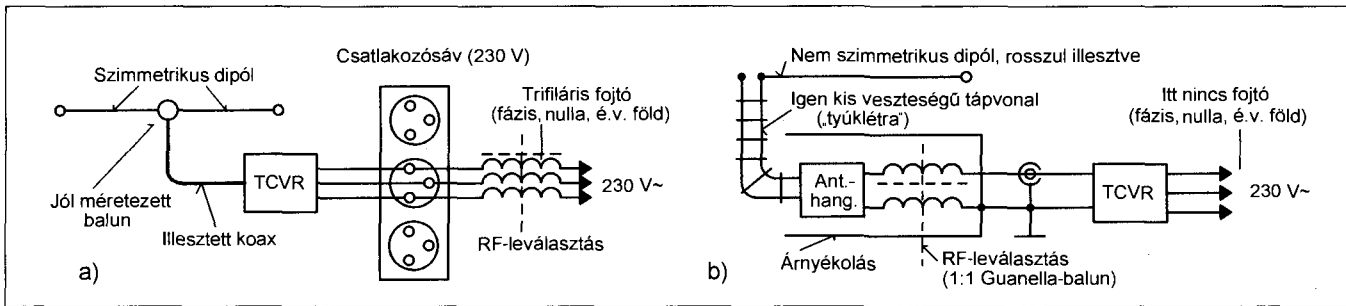 Szimmetrikus dipól
Csatlakozósáv (230 V)
Trifiláris fojtó
(fázis, nulla, é.v. föld)
TCVR
230 V~
Jól méretezett
balun
Illesztett koax
RF-leválasztás
a)
Nem szimmetrikus dipól, rosszul illesztve
Igen kis veszteségű tápvonal
(„tyúklétra")
Itt nincs fojtó
(fázis, nulla, é.v. föld)
Ant.-
hang.
TCVR
230 V~
Árnyékolás
RF-leválasztás
(1:1 Guanella-balun)
b)